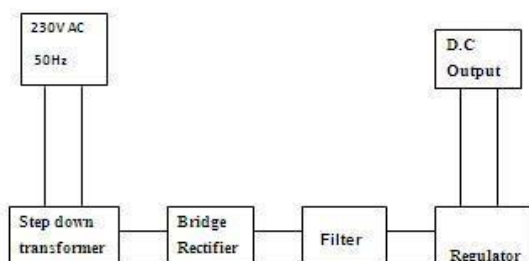 230V AC
50Hz
D.C
Output
Step down
transformer
Bridge
Rectifier
Filter
Regulator